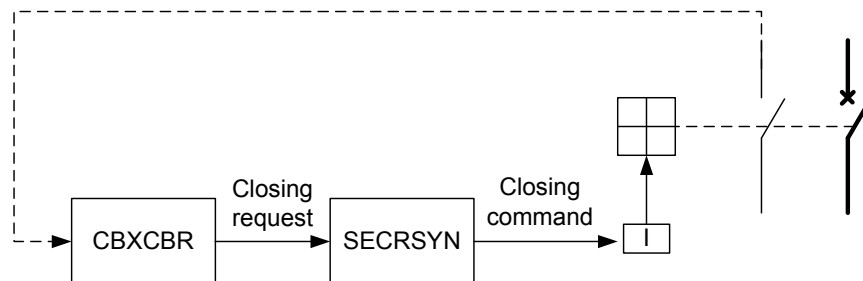 Closing
request
Closing
command
CBXCBR
SECRSYN
I